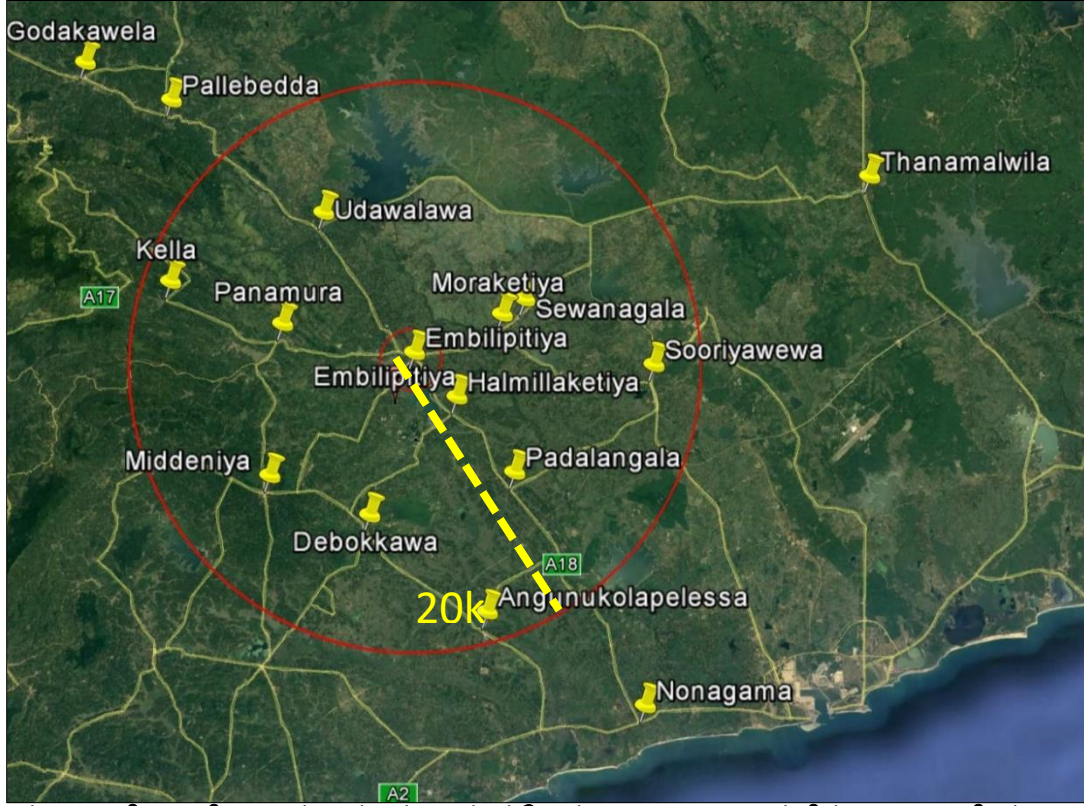 Godakawela
Pallebedda
Thanamalwila
Udawalawa
Kella
Moraketiya
A17
Panamura
Sewanagala
Embilipitiya
Sooriyawewa
Embilipitiya
Halmillaketiya
Padalangala
Middeniya
Debokkawa
A18
Angunukolapelessa
20k
Nonagama
A2